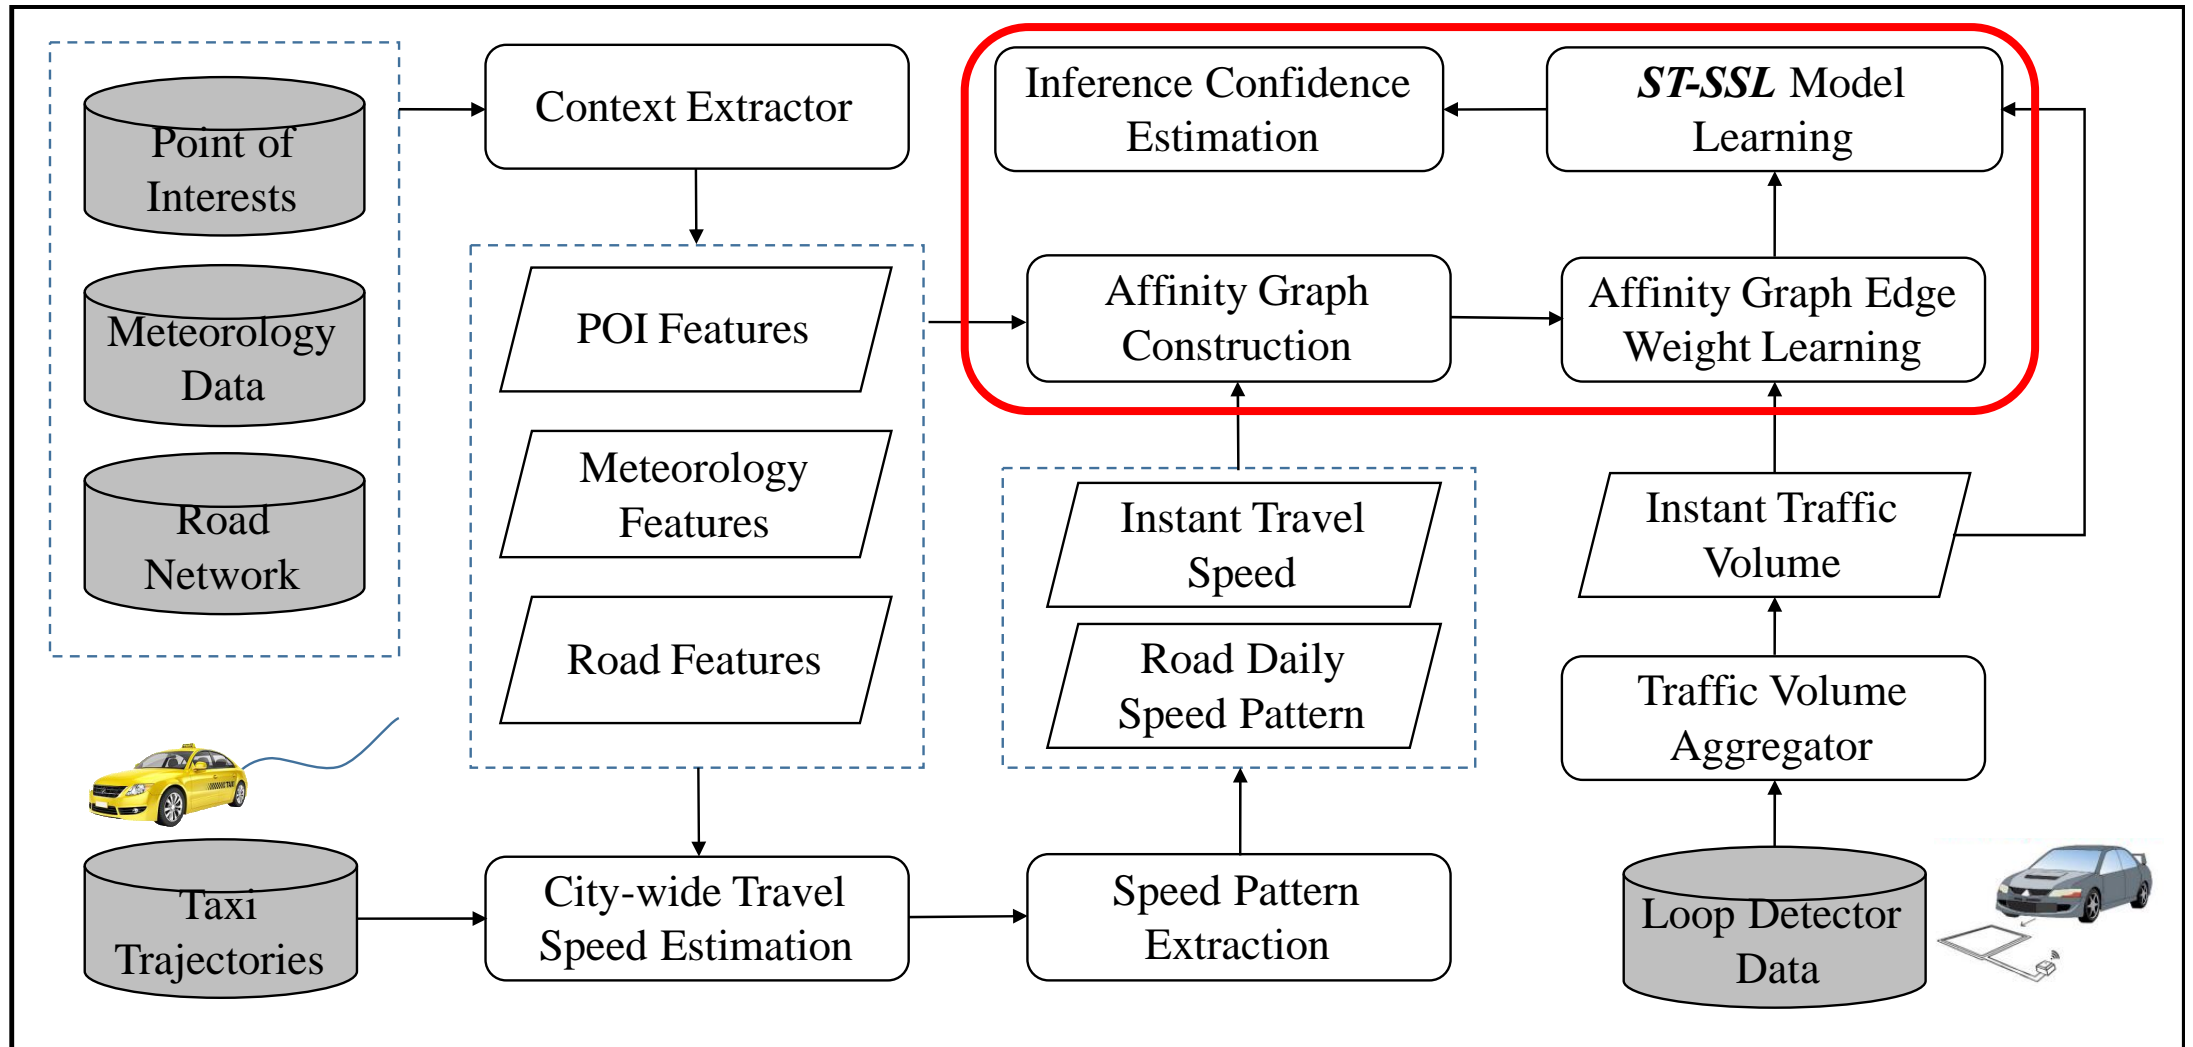 Point of
Interests
Meteorology
Data
Road
Network
Taxi
Trajectories
Context Extractor
POI Features
Meteorology
Features
Road Features
City-wide Travel
Speed Estimation
Inference Confidence
Estimation
ST-SSL Model
Learning
Affinity Graph
Construction
Affinity Graph Edge
Weight Learning
Instant Travel
Speed
Road Daily
Speed Pattern
Speed Pattern
Extraction
Instant Traffic
Volume
Traffic Volume
Aggregator
Loop Detector
Data
TAXI